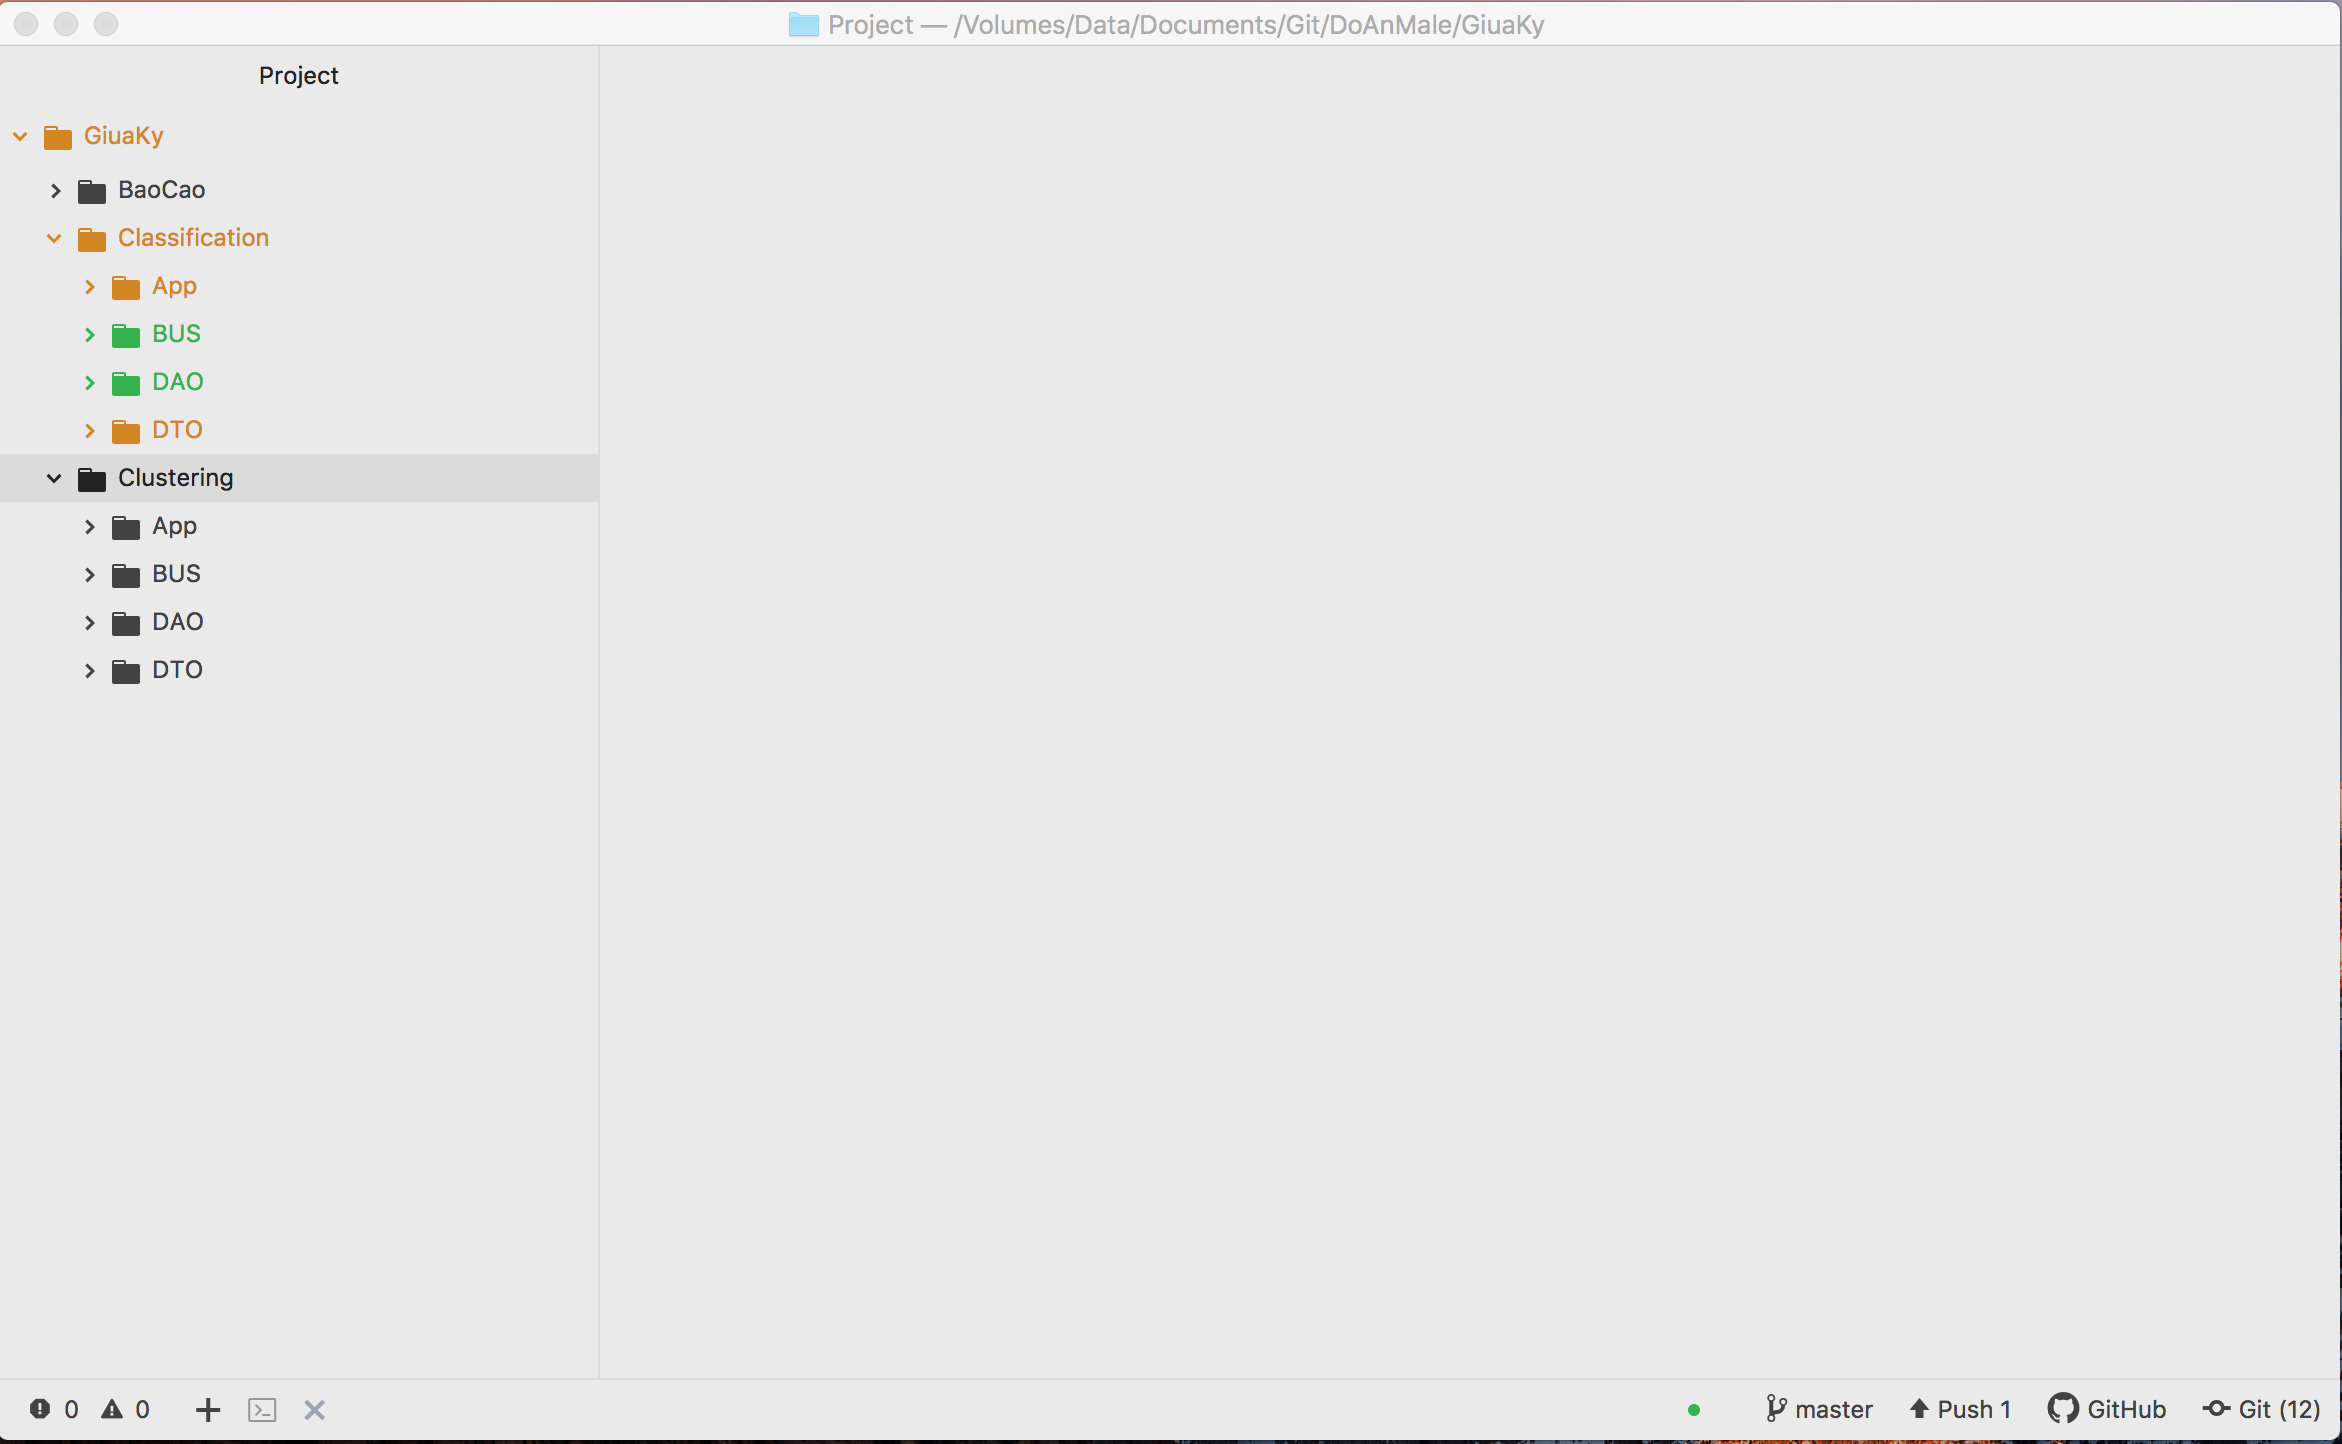 Project — /Volumes/Data/Documents/Git/DoAnMale/GiuaKy
Project
GiuaKy
BaoCao
Classification
App
BUS
DAO
DTO
Clustering
App
BUS
DAO
DTO
0 0 master Push 1 GitHub Git (12)